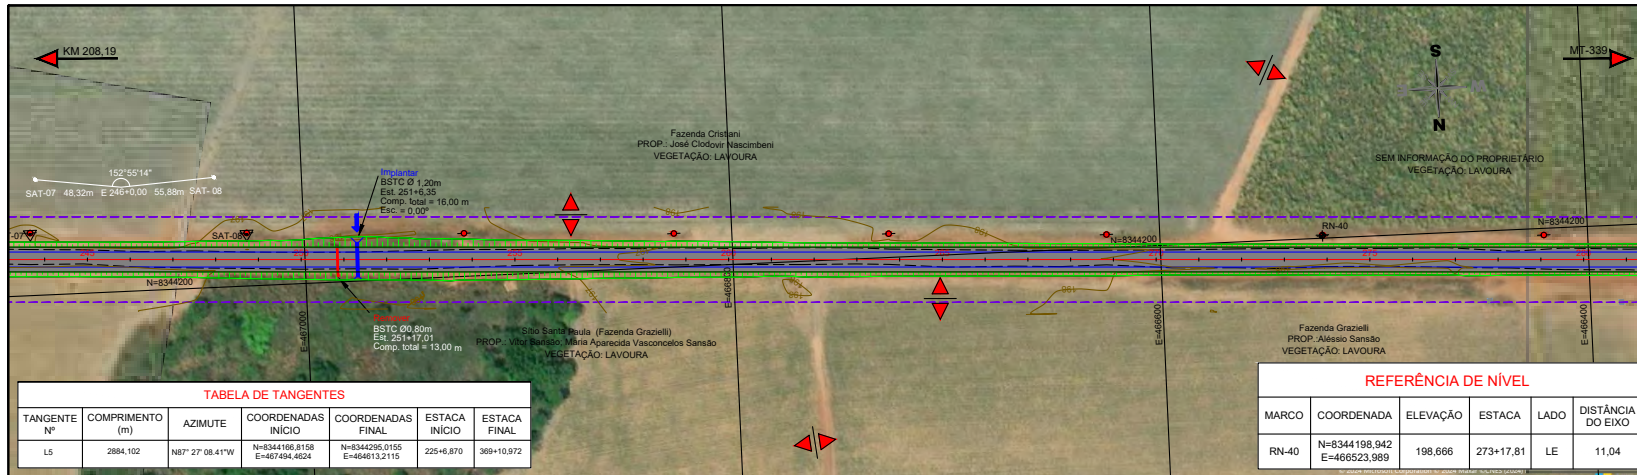 KM 208,19
MT-339
S
N
152°55'14"
SAT-07 48,32m E 246+0,00 55,88m SAT- 08
Implantar
BSTC Ø 1,20m
Est. 251+6,35
Comp. total = 16,00 m
Esc. = 0,00º
Fazenda Cristiani
PROP.: José Clodovir Nascimbeni
VEGETAÇÃO: LAVOURA
SEM INFORMAÇÃO DO PROPRIETÁRIO
VEGETAÇÃO: LAVOURA
-07
SAT-08
RN-40
N=8344200
N=8344200
N=8344200
E=467000
E=466800
E=466600
E=466400
BSTC Ø0,80m
Est. 251+17,01
Comp. total = 13,00 m
Sítio Santa Paula (Fazenda Grazielli)
PROP.: Vitor Sansão; Maria Aparecida Vasconcelos Sansão
VEGETAÇÃO: LAVOURA
Fazenda Grazielli
PROP.:Aléssio Sansão
VEGETAÇÃO: LAVOURA
TABELA DE TANGENTES
TANGENTE Nº COMPRIMENTO (m) AZIMUTE COORDENADAS INÍCIO COORDENADAS FINAL ESTACA INÍCIO ESTACA FINAL
L5 2884,102 N87° 27' 08.41"W N=8344166,8158 E=467494,4624 N=8344295,0155 E=464613,2115 225+6,870 369+10,972
REFERÊNCIA DE NÍVEL
MARCO COORDENADA ELEVAÇÃO ESTACA LADO DISTÂNCIA DO EIXO
RN-40 N=8344198,942 E=466523,989 198,666 273+17,81 LE 11,04